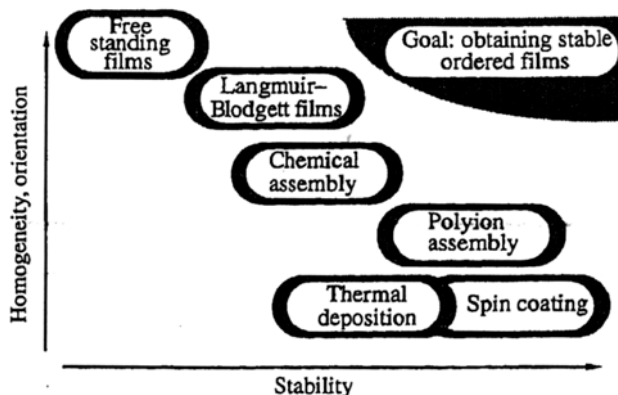 Free
standing
films
Goal: obtaining stable
ordered films
Langmuir–
Blodgett films
Chemical
assembly
Polyion
assembly
Thermal
deposition
Spin coating
Homogeneity, orientation
Stability